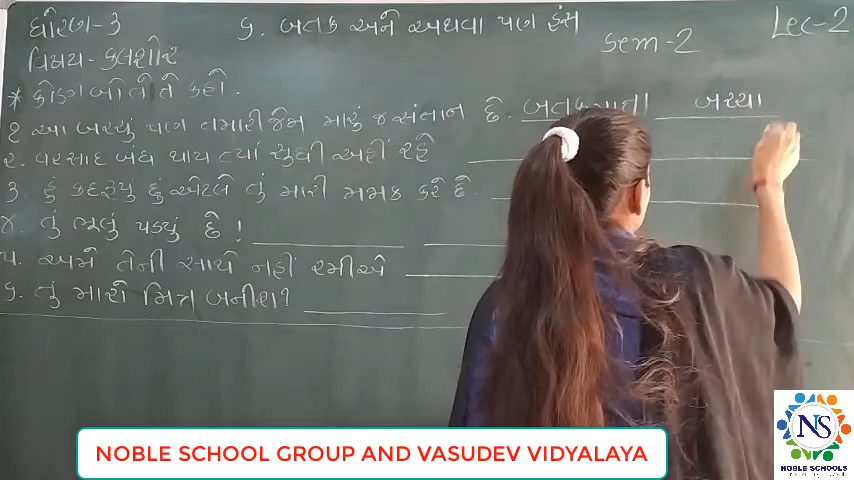 ધોરણ-૩ ૬. બતક અને અથવા પણ હંસ Lec-2
વિષય- કલશોર sem-2
* કોણ બોલે તે કહો.
૧ આ બચ્ચું પણ તમારી જેમ મારું જ સંતાન છે. બતકમાતા બચ્ચા
૨. વરસાદ બંધ થાય ત્યાં સુધી અહીં રહે
૩. હું કદરૂપું છું એટલે તું મારી મજાક કરે છે.
૪. તું ભૂલું પડ્યું છે!
૫. અમે તેની સાથે નહીં રમીએ
૬. તું મારો મિત્ર બનીશ?
NOBLE SCHOOL GROUP AND VASUDEV VIDYALAYA
NS
NOBLE SCHOOLS